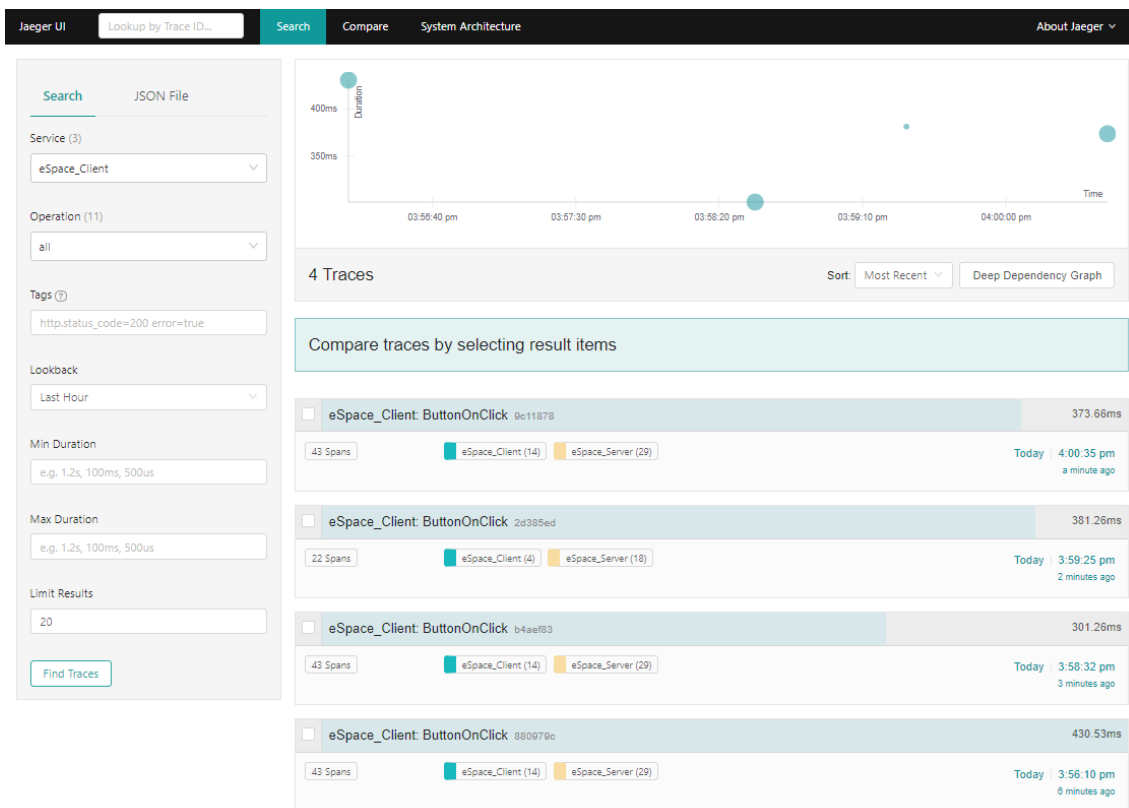 Jaeger UI Lookup by Trace ID... Search Compare System Architecture About Jaeger
Search JSON File
Service (3)
eSpace_Client
Operation (11)
all
Tags ?
http.status_code=200 error=true
Lookback
Last Hour
Min Duration
e.g. 1.2s, 100ms, 500us
Max Duration
e.g. 1.2s, 100ms, 500us
Limit Results
20
Find Traces
Duration
400ms
350ms
Time
03:56:40 pm 03:57:30 pm 03:58:20 pm 03:59:10 pm 04:00:00 pm
4 Traces Sort: Most Recent Deep Dependency Graph
Compare traces by selecting result items
eSpace_Client: ButtonOnClick 9c11878 373.66ms
43 Spans eSpace_Client (14) eSpace_Server (29) Today 4:00:35 pm
a minute ago
eSpace_Client: ButtonOnClick 2d385ed 381.26ms
22 Spans eSpace_Client (4) eSpace_Server (18) Today 3:59:25 pm
2 minutes ago
eSpace_Client: ButtonOnClick b4aef83 301.26ms
43 Spans eSpace_Client (14) eSpace_Server (29) Today 3:58:32 pm
3 minutes ago
eSpace_Client: ButtonOnClick 880979c 430.53ms
43 Spans eSpace_Client (14) eSpace_Server (29) Today 3:56:10 pm
6 minutes ago